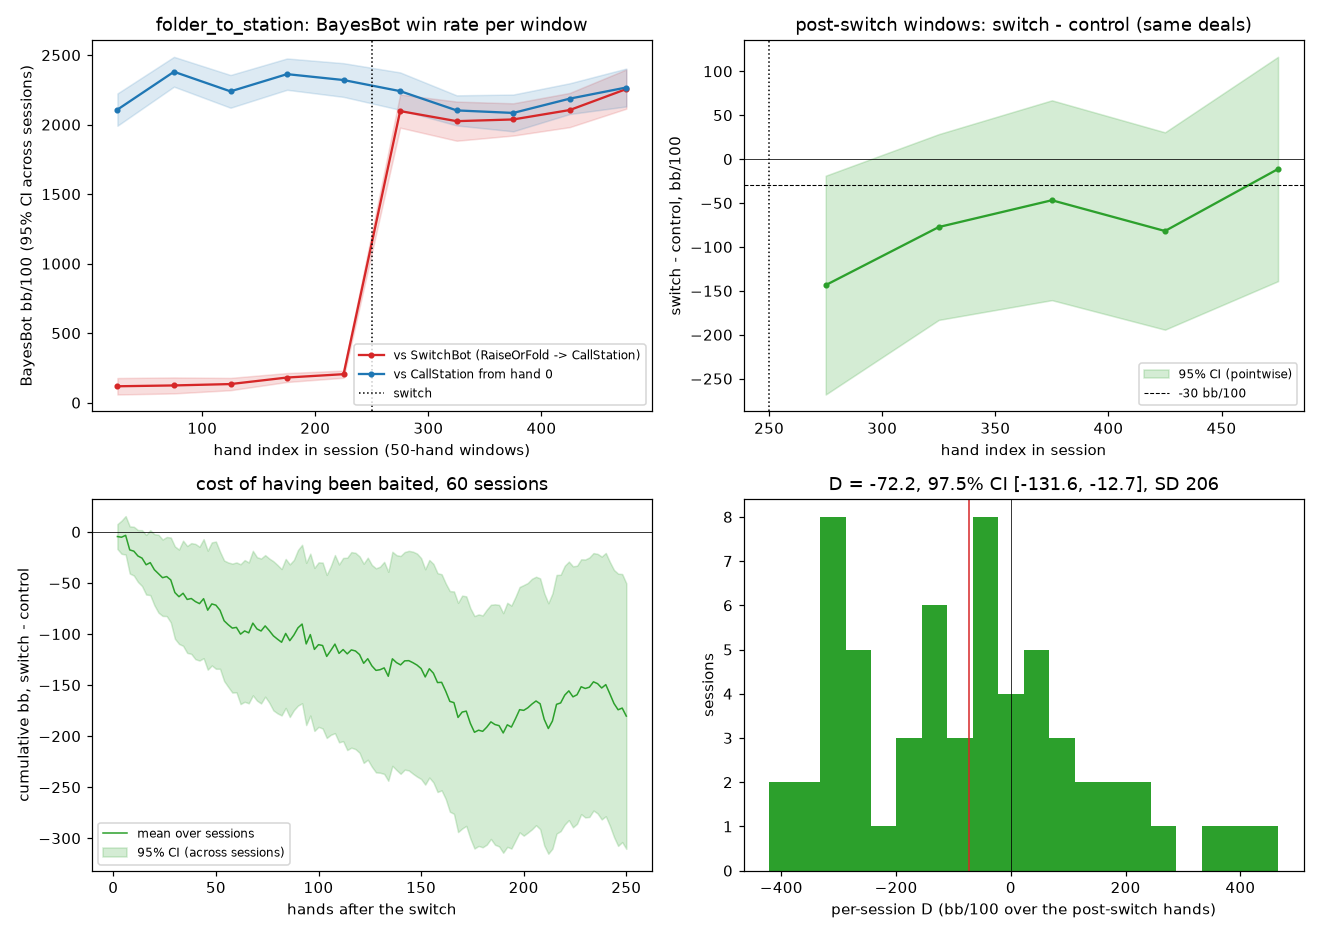 folder_to_station: BayesBot win rate per window
BayesBot bb/100 (95% CI across sessions)
2500
2000
1500
1000
500
0
100
200
300
400
hand index in session (50-hand windows)
vs SwitchBot (RaiseOrFold -> CallStation)
vs CallStation from hand 0
switch
post-switch windows: switch - control (same deals)
switch - control, bb/100
100
50
0
−50
−100
−150
−200
−250
250
300
350
400
450
hand index in session
95% CI (pointwise)
-30 bb/100
cost of having been baited, 60 sessions
cumulative bb, switch - control
0
−50
−100
−150
−200
−250
−300
0
50
100
150
200
250
hands after the switch
mean over sessions
95% CI (across sessions)
D = -72.2, 97.5% CI [-131.6, -12.7], SD 206
sessions
8
7
6
5
4
3
2
1
0
−400
−200
0
200
400
per-session D (bb/100 over the post-switch hands)